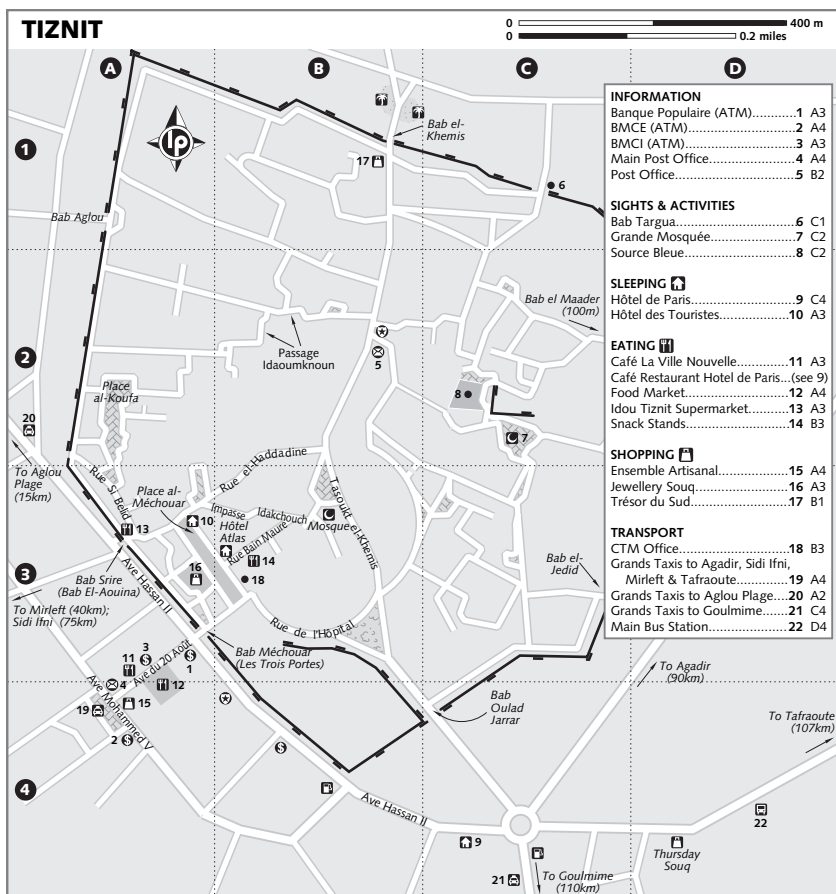 TIZNIT
0 400 m
0 0.2 miles
A
B
C
D
1
2
3
4
lp
INFORMATION
Banque Populaire (ATM)..............1 A3
BMCE (ATM)..............2 A4
BMCI (ATM)..............3 A3
Main Post Office..............4 A4
Post Office..............5 B2
SIGHTS & ACTIVITIES
Bab Targua..............6 C1
Grande Mosquée..............7 C2
Source Bleue..............8 C2
SLEEPING
Hôtel de Paris..............9 C4
Hôtel des Touristes..............10 A3
EATING
Café La Ville Nouvelle..............11 A3
Café Restaurant Hotel de Paris...(see 9)
Food Market..............12 A4
Idou Tiznit Supermarket..............13 A3
Snack Stands..............14 B3
SHOPPING
Ensemble Artisanal..............15 A4
Jewellery Souq..............16 A3
Trésor du Sud..............17 B1
TRANSPORT
CTM Office..............18 B3
Grands Taxis to Agadir, Sidi Ifni,
Mirleft & Tafraoute..............19 A4
Grands Taxis to Aglou Plage....20 A2
Grands Taxis to Goulmime....21 C4
Main Bus Station..............22 D4
Bab el-
Khemis
17
6
Bab Aglou
Bab el Maader
(100m)
Passage
Idaoumknoun
5
Place
al-Koufa
8
7
20
To Aglou
Plage
(15km)
Rue Si Belid
Rue el-Haddadine
Place al-
Méchouar
Tasoukt el-Khemis
Impasse Idakchouch
Hôtel
Atlas
Mosque
Rue Bain Maure
10
13
14
16
18
Bab el-
Jedid
Bab Srire
(Bab El-Aouina)
Ave Hassan II
To Mirleft (40km);
Sidi Ifni (75km)
Rue de l'Hôpital
Bab Méchouar
(Les Trois Portes)
3
1
Ave du 20 Août
11
4
12
To Agadir
(90km)
Bab
Oulad
Jarrar
15
19
Ave Mohammed V
2
To Tafraoute
(107km)
Ave Hassan II
22
9
Thursday
Souq
21
To Goulmime
(110km)